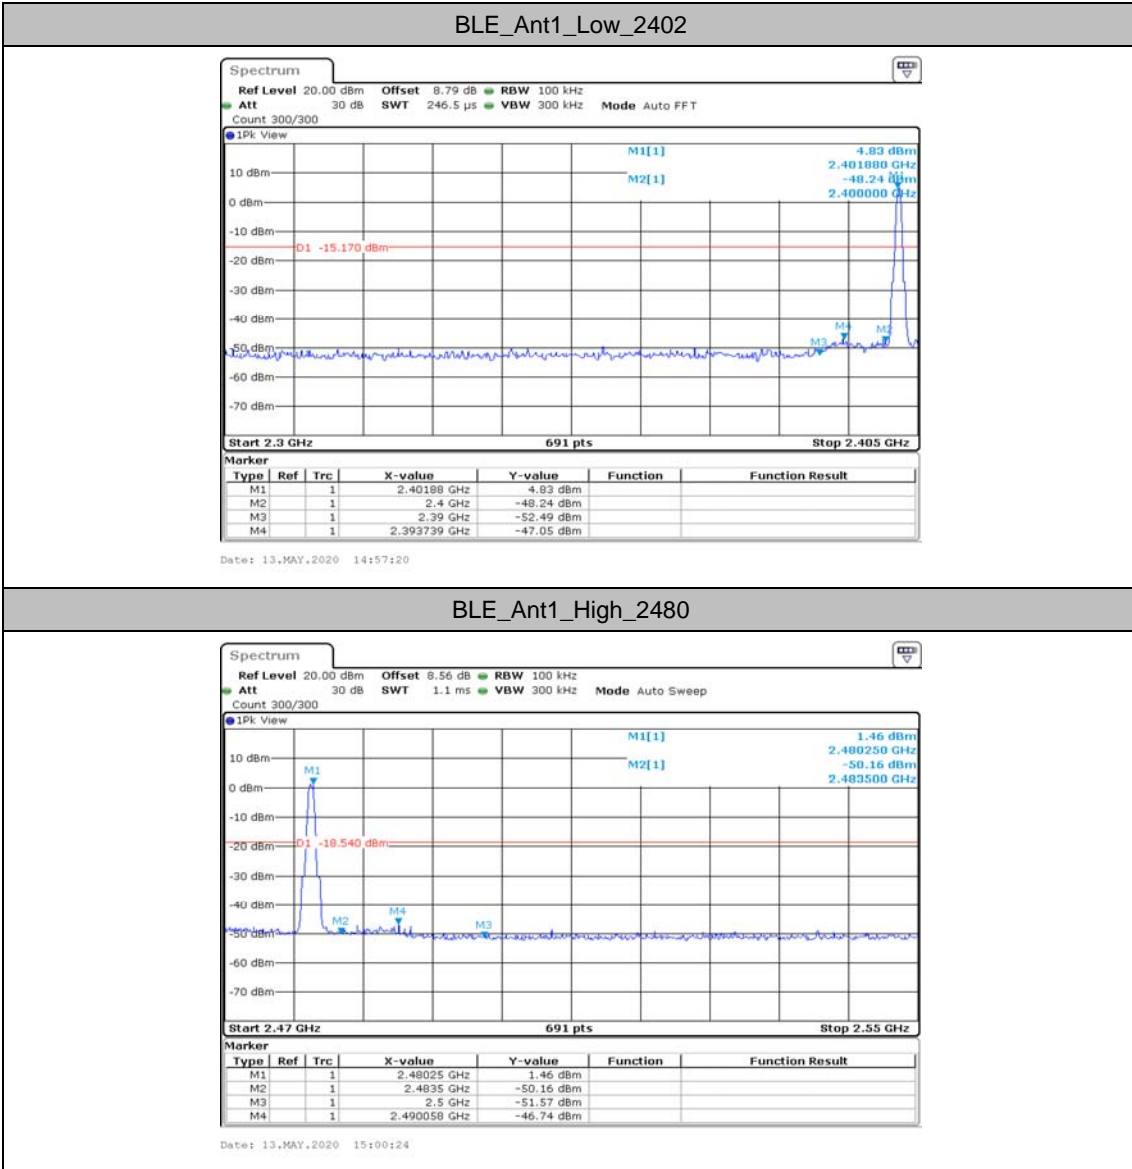 BLE_Ant1_Low_2402
Spectrum
Ref Level 20.00 dBm Offset 8.79 dB RBW 100 kHz
Att 30 dB SWT 246.5 µs VBW 300 kHz Mode Auto FFT
Count 300/300
1Pk View
M1[1] 4.83 dBm
2.401880 GHz
M2[1] -48.24 dBm
2.400000 GHz
10 dBm
M1
0 dBm
-10 dBm
D1 -15.170 dBm
-20 dBm
-30 dBm
-40 dBm
M4 M2
M3
-50 dBm
-60 dBm
-70 dBm
Start 2.3 GHz 691 pts Stop 2.405 GHz
Marker
Type Ref Trc X-value Y-value Function Function Result
M1 1 2.40188 GHz 4.83 dBm
M2 1 2.4 GHz -48.24 dBm
M3 1 2.39 GHz -52.49 dBm
M4 1 2.393739 GHz -47.05 dBm
Date: 13.MAY.2020 14:57:20
BLE_Ant1_High_2480
Spectrum
Ref Level 20.00 dBm Offset 8.56 dB RBW 100 kHz
Att 30 dB SWT 1.1 ms VBW 300 kHz Mode Auto Sweep
Count 300/300
1Pk View
M1[1] 1.46 dBm
2.480250 GHz
M2[1] -50.16 dBm
2.483500 GHz
10 dBm
M1
0 dBm
-10 dBm
D1 -18.540 dBm
-20 dBm
-30 dBm
-40 dBm
M4
M2 M3
-50 dBm
-60 dBm
-70 dBm
Start 2.47 GHz 691 pts Stop 2.55 GHz
Marker
Type Ref Trc X-value Y-value Function Function Result
M1 1 2.48025 GHz 1.46 dBm
M2 1 2.4835 GHz -50.16 dBm
M3 1 2.5 GHz -51.57 dBm
M4 1 2.490058 GHz -46.74 dBm
Date: 13.MAY.2020 15:00:24